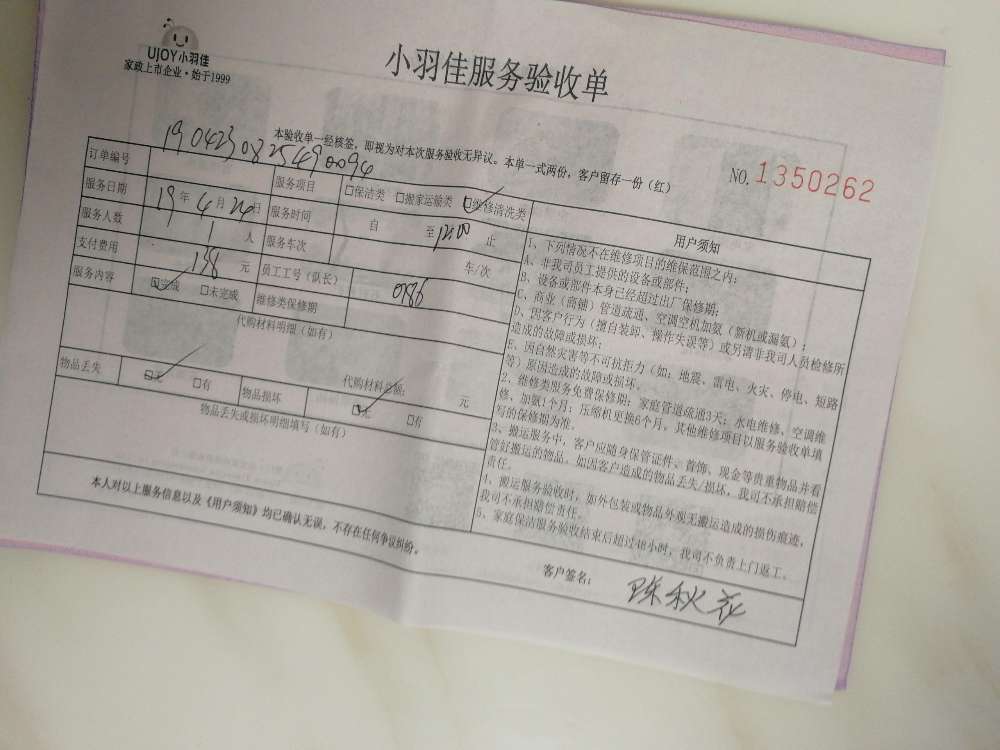 UJOY小羽佳
家政上市企业·始于1999
小羽佳服务验收单
本验收单一经核签，即视为对本次服务验收无异议。本单一式两份，客户留存一份（红）
NO. 1350262
订单编号 190423082549009
服务日期 19年4月24日 服务项目 □保洁类 □搬家运输类 ☑维修清洗类
服务人数 1人 服务时间 自 至12:00止
支付费用 158元 服务车次 车/次
服务内容 ☑完成 □未完成 员工工号（队长） 0986
维修类保修期
代购材料明细（如有）
代购材料总额： 元
物品丢失 ☑无 □有 物品损坏 ☑无 □有
物品丢失或损坏明细填写（如有）
用户须知
1、下列情况不在维修项目的维保范围之内：
A、非我司员工提供的设备或部件；
B、设备或部件本身已经超过出厂保修期；
C、商业（商铺）管道疏通、空调空机加氨（新机或漏氨）；
D、因客户行为（擅自装卸、操作失误等）或另请非我司人员检修所
造成的故障或损坏；
E、因自然灾害等不可抗拒力（如：地震、雷电、火灾、停电、短路
等）原因造成的故障或损坏。
2、维修类服务免费保修期：家庭管道疏通3天；水电维修、空调维
修、加氨1个月；压缩机更换6个月。其他维修项目以服务验收单填
写的保修期为准。
3、搬运服务中，客户应随身保管证件、首饰、现金等贵重物品并看
管好搬运的物品。如因客户造成的物品丢失/损坏，我司不承担赔偿
责任。
4、搬运服务验收时，如外包装或物品外观无搬运造成的损伤痕迹，
我司不承担赔偿责任。
5、家庭保洁服务验收结束后超过48小时，我司不负责上门返工。
本人对以上服务信息以及《用户须知》均已确认无误，不存在任何争议纠纷。
客户签名： 陈秋花